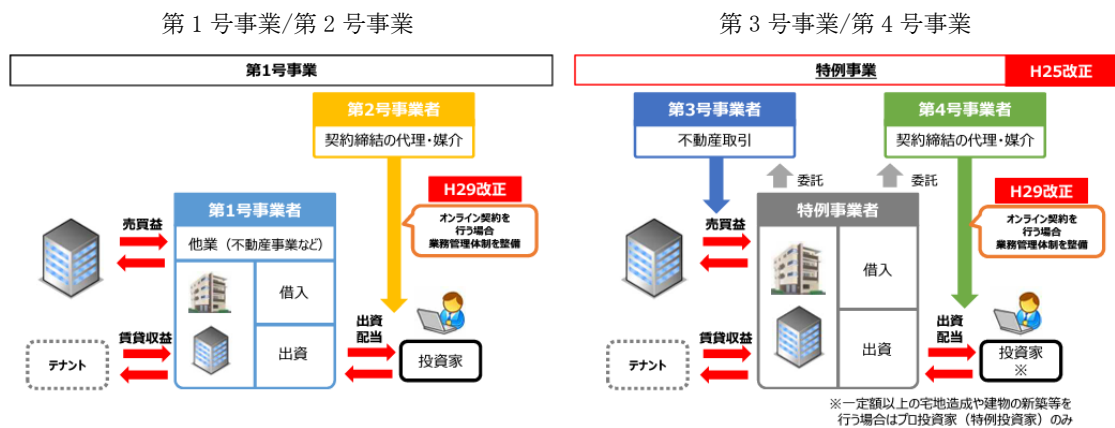 第１号事業/第２号事業
第1号事業
第2号事業者
契約締結の代理・媒介
H29改正
オンライン契約を
行う場合
業務管理体制を整備
第1号事業者
他業（不動産事業など）
借入
出資
売買益
賃貸収益
テナント
出資
配当
投資家
第３号事業/第４号事業
特例事業
H25改正
第3号事業者
不動産取引
第4号事業者
契約締結の代理・媒介
委託
委託
H29改正
オンライン契約を
行う場合
業務管理体制を整備
特例事業者
借入
出資
売買益
賃貸収益
テナント
出資
配当
投資家
※
※一定額以上の宅地造成や建物の新築等を
行う場合はプロ投資家（特例投資家）のみ